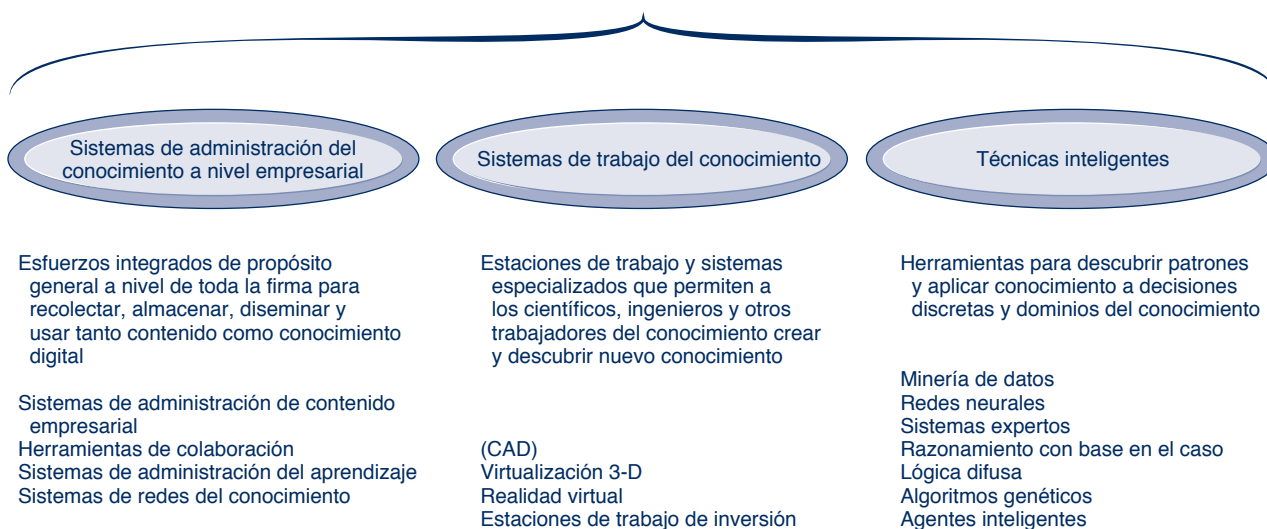 Sistemas de administración del
conocimiento a nivel empresarial
Sistemas de trabajo del conocimiento
Técnicas inteligentes
Esfuerzos integrados de propósito
general a nivel de toda la firma para
recolectar, almacenar, diseminar y
usar tanto contenido como conocimiento
digital
Sistemas de administración de contenido
empresarial
Herramientas de colaboración
Sistemas de administración del aprendizaje
Sistemas de redes del conocimiento
Estaciones de trabajo y sistemas
especializados que permiten a
los científicos, ingenieros y otros
trabajadores del conocimiento crear
y descubrir nuevo conocimiento
(CAD)
Virtualización 3-D
Realidad virtual
Estaciones de trabajo de inversión
Herramientas para descubrir patrones
y aplicar conocimiento a decisiones
discretas y dominios del conocimiento
Minería de datos
Redes neurales
Sistemas expertos
Razonamiento con base en el caso
Lógica difusa
Algoritmos genéticos
Agentes inteligentes